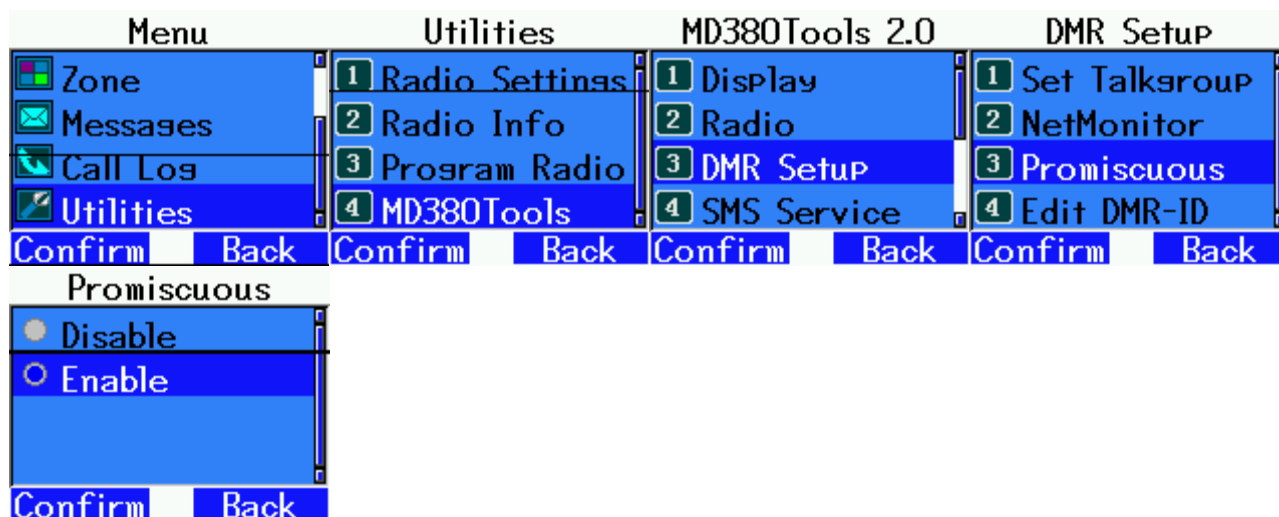 Menu
Zone
Messages
Call Log
Utilities
Confirm Back
Utilities
1 Radio Settings
2 Radio Info
3 Program Radio
4 MD380Tools
Confirm Back
MD380Tools 2.0
1 Display
2 Radio
3 DMR Setup
4 SMS Service
Confirm Back
DMR Setup
1 Set Talkgroup
2 NetMonitor
3 Promiscuous
4 Edit DMR-ID
Confirm Back
Promiscuous
Disable
Enable
Confirm Back